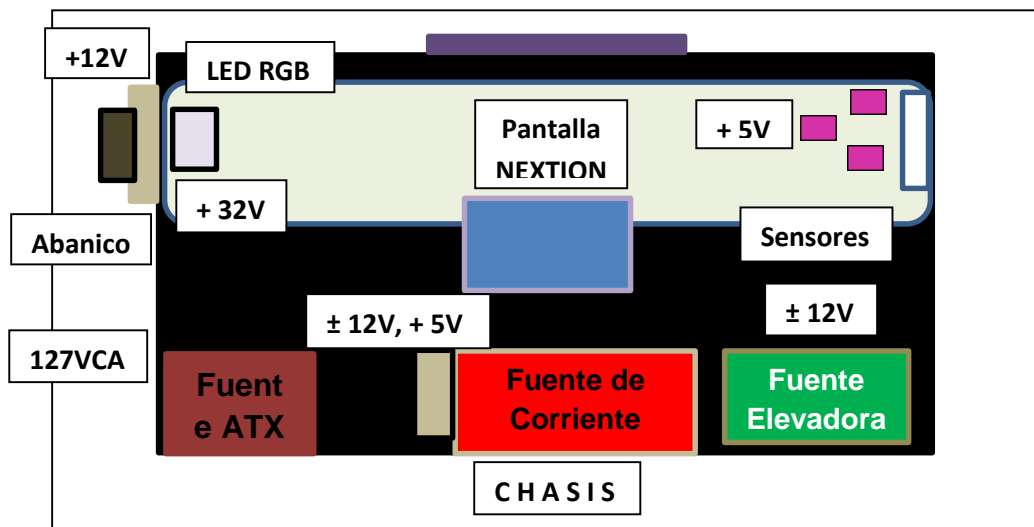 +12V
LED RGB
Pantalla
NEXTION
+ 5V
+ 32V
Abanico
Sensores
± 12V, + 5V
± 12V
127VCA
Fuent
e ATX
Fuente de
Corriente
Fuente
Elevadora
C H A S I S